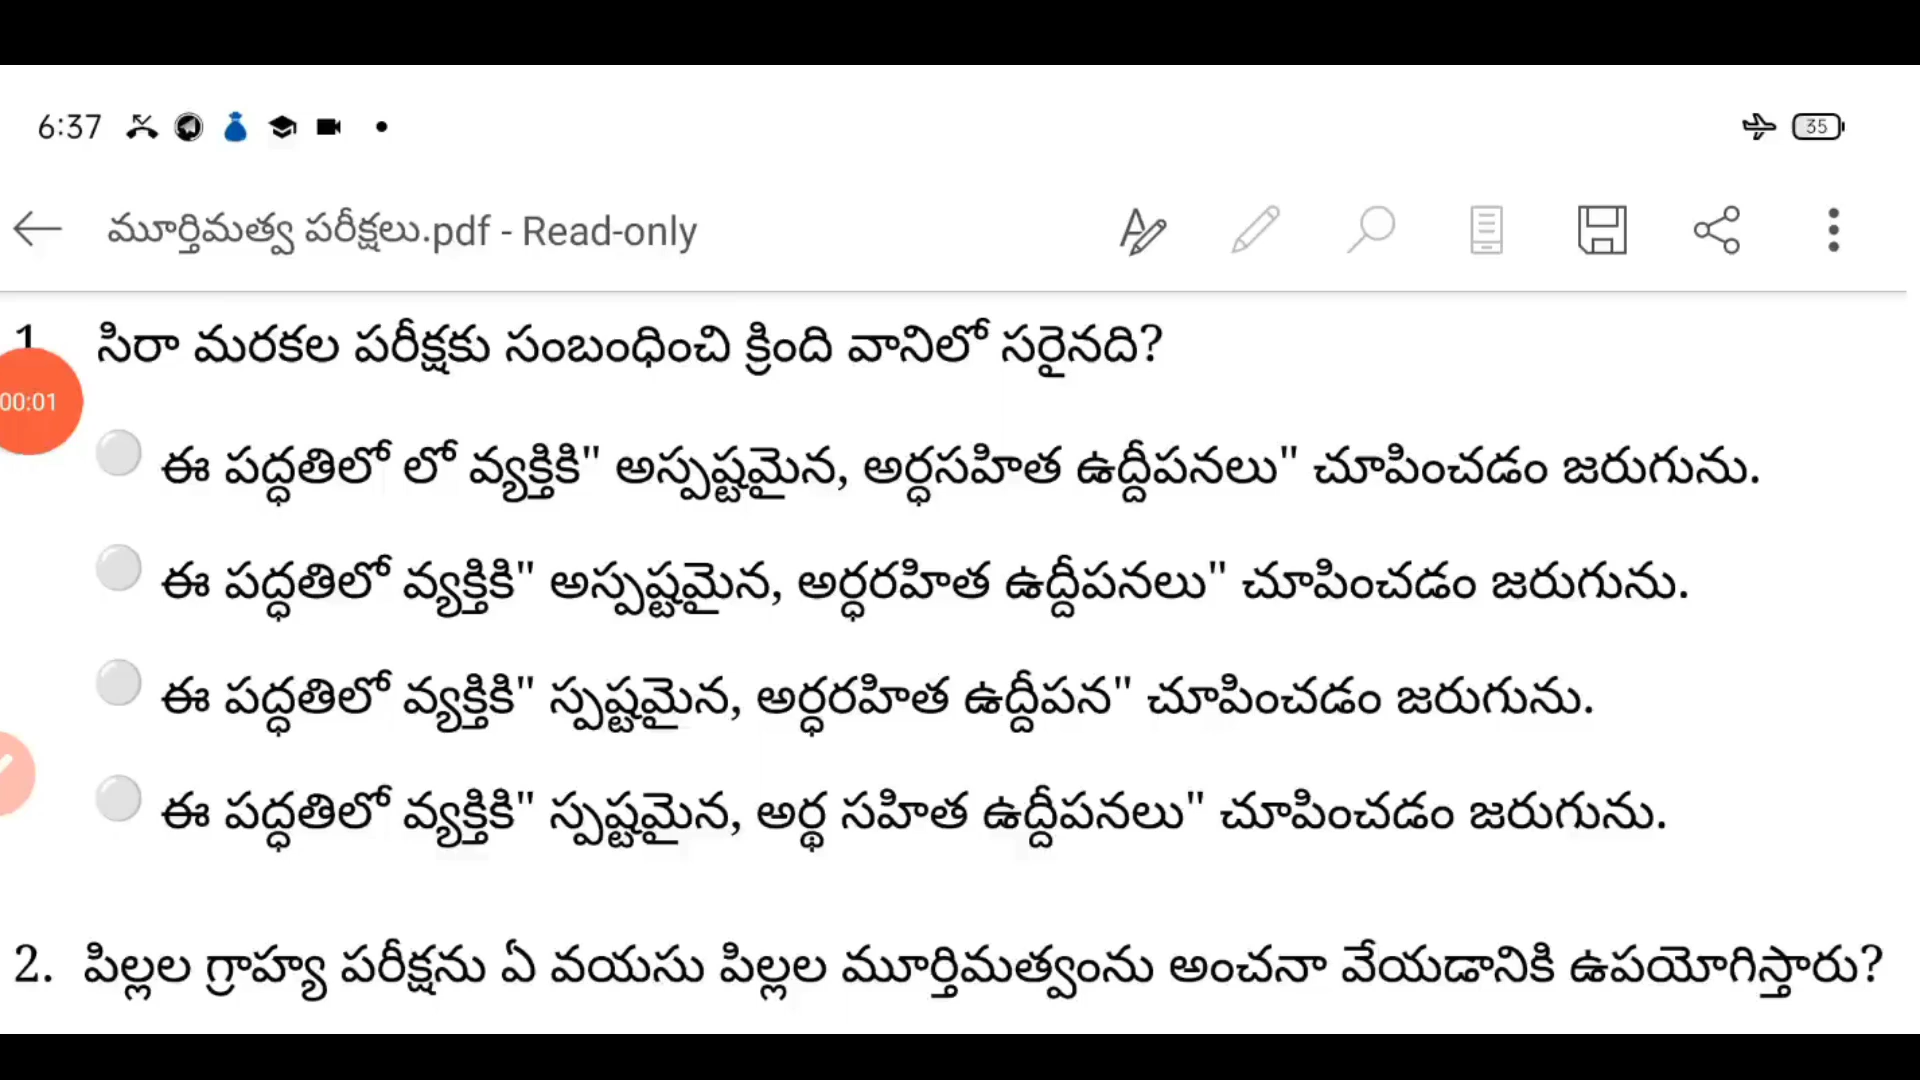 6:37
35
మూర్తిమత్వ పరీక్షలు.pdf - Read-only
1 సిరా మరకల పరీక్షకు సంబంధించి క్రింది వానిలో సరైనది?
00:01
ఈ పద్ధతిలో లో వ్యక్తికి" అస్పష్టమైన, అర్ధసహిత ఉద్దీపనలు" చూపించడం జరుగును.
ఈ పద్ధతిలో వ్యక్తికి" అస్పష్టమైన, అర్ధరహిత ఉద్దీపనలు" చూపించడం జరుగును.
ఈ పద్ధతిలో వ్యక్తికి" స్పష్టమైన, అర్ధరహిత ఉద్దీపన" చూపించడం జరుగును.
ఈ పద్ధతిలో వ్యక్తికి" స్పష్టమైన, అర్థ సహిత ఉద్దీపనలు" చూపించడం జరుగును.
2. పిల్లల గ్రాహ్య పరీక్షను ఏ వయసు పిల్లల మూర్తిమత్వంను అంచనా వేయడానికి ఉపయోగిస్తారు?